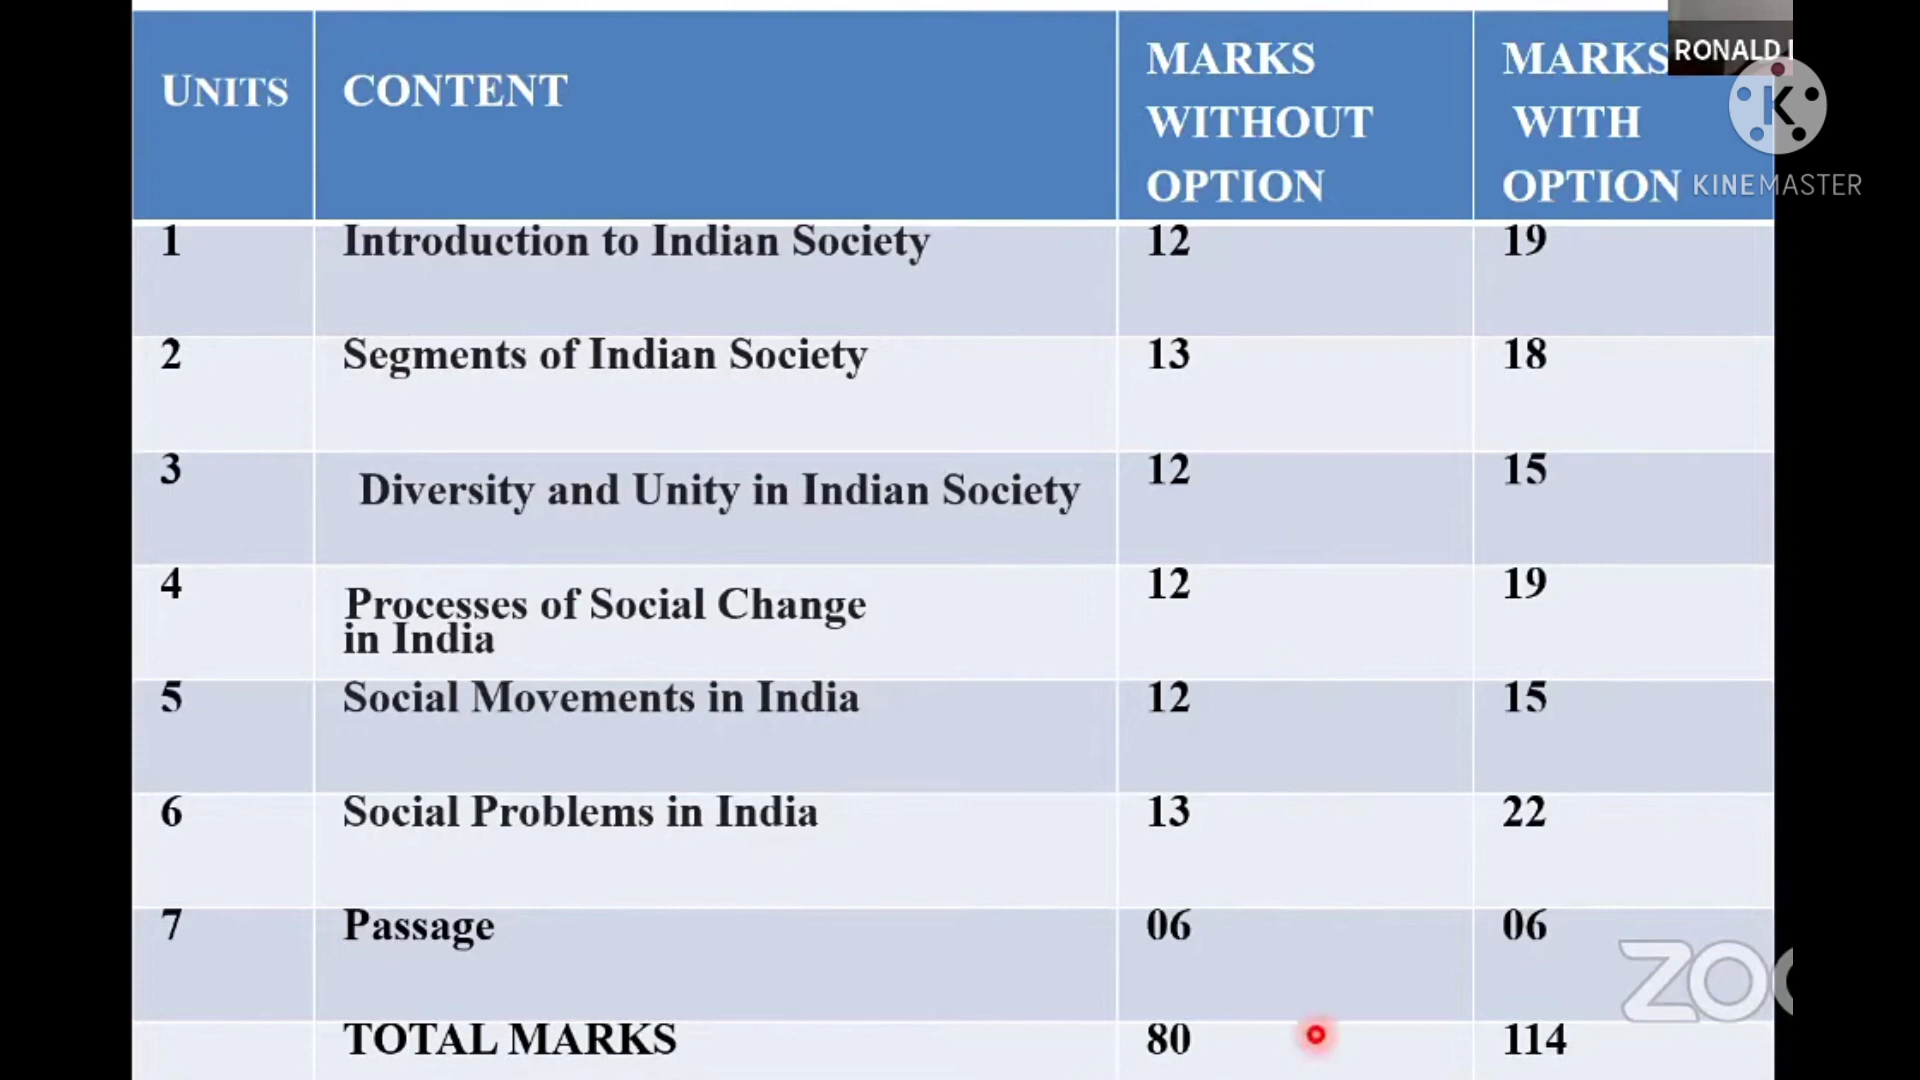 RONALD
UNITS CONTENT MARKS WITHOUT OPTION MARKS WITH OPTION
KINEMASTER
1 Introduction to Indian Society 12 19
2 Segments of Indian Society 13 18
3 Diversity and Unity in Indian Society 12 15
4 Processes of Social Change in India 12 19
5 Social Movements in India 12 15
6 Social Problems in India 13 22
7 Passage 06 06
TOTAL MARKS 80 114